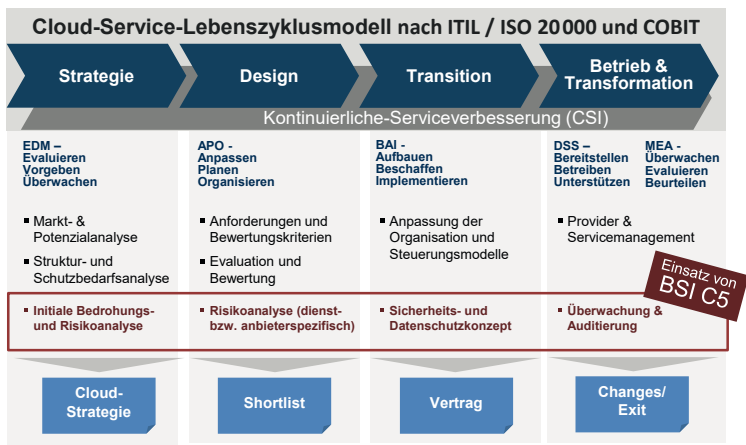 Cloud-Service-Lebenszyklusmodell nach ITIL / ISO 20000 und COBIT
Strategie
Design
Transition
Betrieb &
Transformation
Kontinuierliche-Serviceverbesserung (CSI)
EDM –
Evaluieren
Vorgeben
Überwachen
▪ Markt- &
Potenzialanalyse
▪ Struktur- und
Schutzbedarfsanalyse
▪ Initiale Bedrohungs-
und Risikoanalyse
Cloud-
Strategie
APO -
Anpassen
Planen
Organisieren
▪ Anforderungen und
Bewertungskriterien
▪ Evaluation und
Bewertung
▪ Risikoanalyse (dienst-
bzw. anbieterspezifisch)
Shortlist
BAI -
Aufbauen
Beschaffen
Implementieren
▪ Anpassung der
Organisation und
Steuerungsmodelle
▪ Sicherheits- und
Datenschutzkonzept
Vertrag
DSS –
Bereitstellen
Betreiben
Unterstützen
MEA -
Überwachen
Evaluieren
Beurteilen
▪ Provider &
Servicemanagement
Einsatz von
BSI C5
▪ Überwachung &
Auditierung
Changes/
Exit